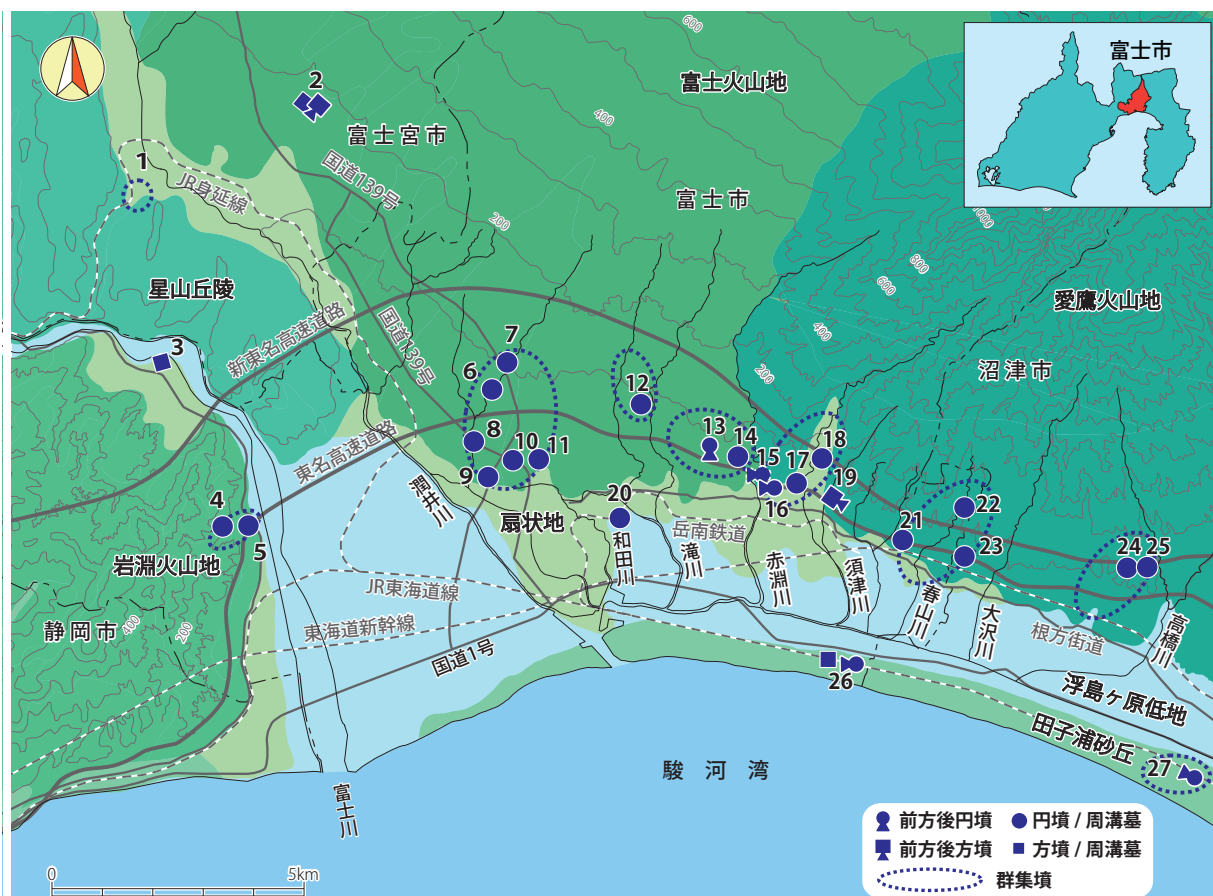 富士市
600
富士火山地
2
400
富士宮市
国道139号
1
JR身延線
富士市
200
1000
800
600
愛鷹火山地
星山丘陵
400
新東名高速道路
国道139号
7
3
200
沼津市
6
12
13
14
18
8
10
11
15
17
東名高速道路
9
16
19
22
潤井川
20
扇状地
岳南鉄道
21
4
5
和田川
滝川
赤淵川
須津川
23
24
25
岩淵火山地
JR東海道線
春山川
大沢川
高橋川
静岡市
400
200
東海道新幹線
根方街道
国道1号
26
浮島ヶ原低地
田子浦砂丘
27
駿河湾
富士川
前方後円墳
円墳 / 周溝墓
前方後方墳
方墳 / 周溝墓
群集墳
0
5km